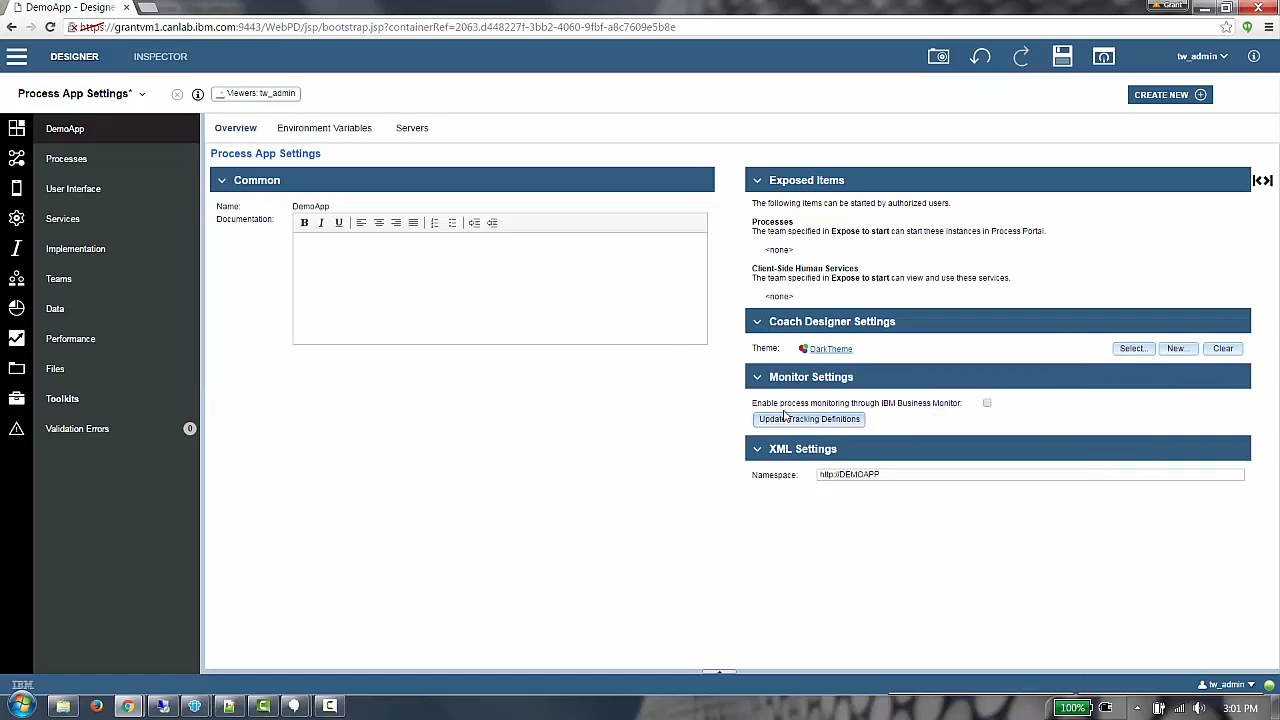 DemoApp - Designe
Grant
https://grantvm1.canlab.ibm.com:9443/WebPD/jsp/bootstrap.jsp?containerRef=2063.d448227f-3bb2-4060-9fbf-a8c7609e5b8e
DESIGNER INSPECTOR tw_admin
Process App Settings* Viewers: tw_admin CREATE NEW
DemoApp
Processes
User Interface
Services
Implementation
Teams
Data
Performance
Files
Toolkits
Validation Errors 0
Overview Environment Variables Servers
Process App Settings
Common
Name: DemoApp
Documentation:
B I U
Exposed Items
The following items can be started by authorized users.
Processes
The team specified in Expose to start can start these instances in Process Portal.
<none>
Client-Side Human Services
The team specified in Expose to start can view and use these services.
<none>
Coach Designer Settings
Theme: DarkTheme Select... New... Clear
Monitor Settings
Enable process monitoring through IBM Business Monitor:
Update Tracking Definitions
XML Settings
Namespace: http://DEMOAPP
IBM tw_admin
100% 3:01 PM